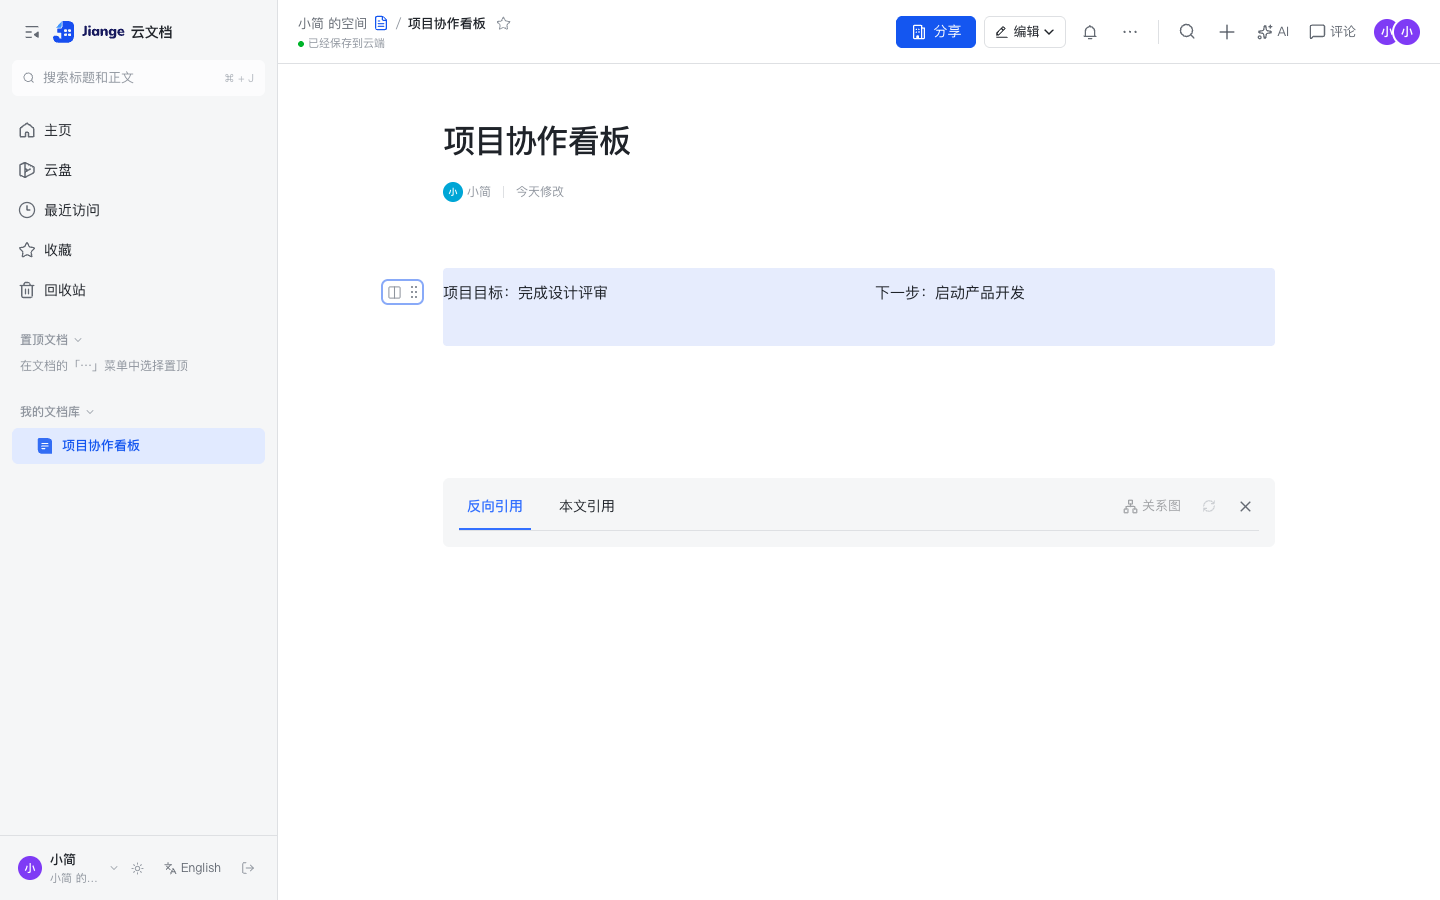 Jiange 云文档
搜索标题和正文 ⌘ + J
主页
云盘
最近访问
收藏
回收站
置顶文档
在文档的「···」菜单中选择置顶
我的文档库
项目协作看板
小简
小简 的...
English
小简 的空间 / 项目协作看板
已经保存到云端
分享
编辑
AI
评论
小 小
项目协作看板
小 小简 今天修改
项目目标：完成设计评审
下一步：启动产品开发
反向引用 本文引用 关系图
小